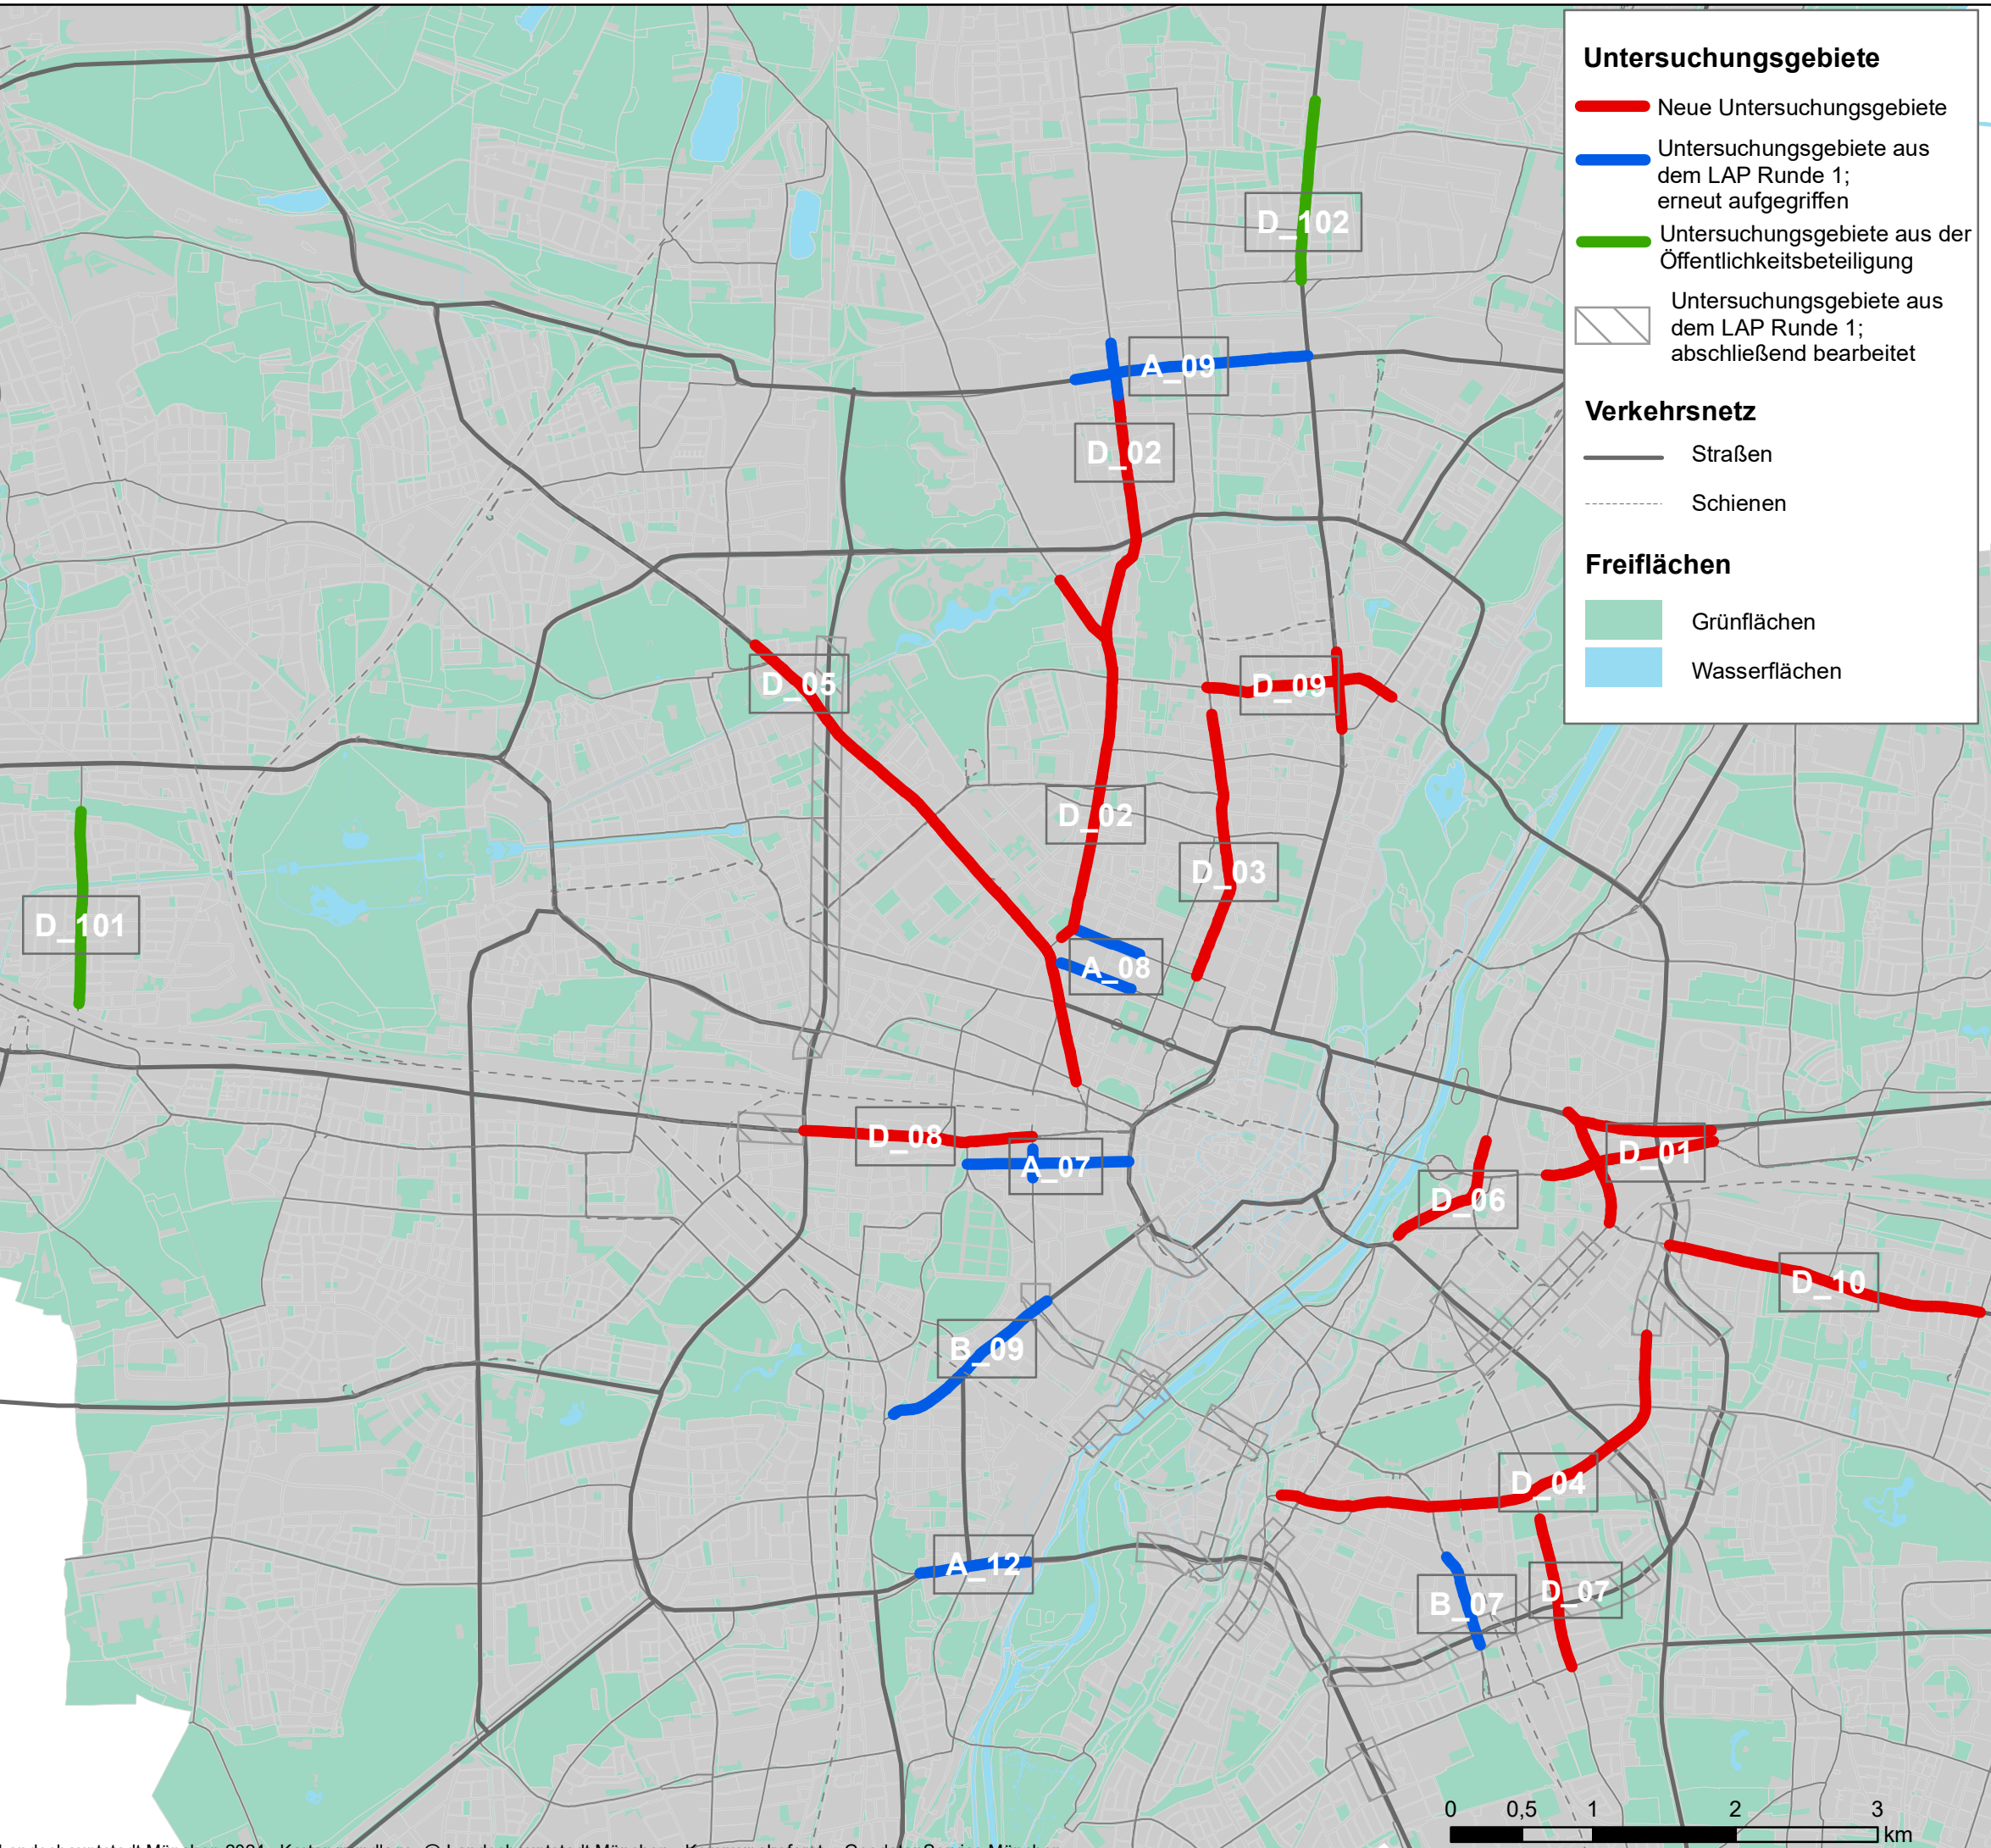 Untersuchungsgebiete
Neue Untersuchungsgebiete
Untersuchungsgebiete aus
dem LAP Runde 1;
erneut aufgegriffen
Untersuchungsgebiete aus der
Öffentlichkeitsbeteiligung
Untersuchungsgebiete aus
dem LAP Runde 1;
abschließend bearbeitet
Verkehrsnetz
Straßen
Schienen
Freiflächen
Grünflächen
Wasserflächen
D_102
A_09
D_02
D_05
D_09
D_02
D_03
D_101
A_08
D_08
D_01
A_07
D_06
D_10
B_09
D_04
A_12
D_07
B_07
0 0,5 1 2 3
km